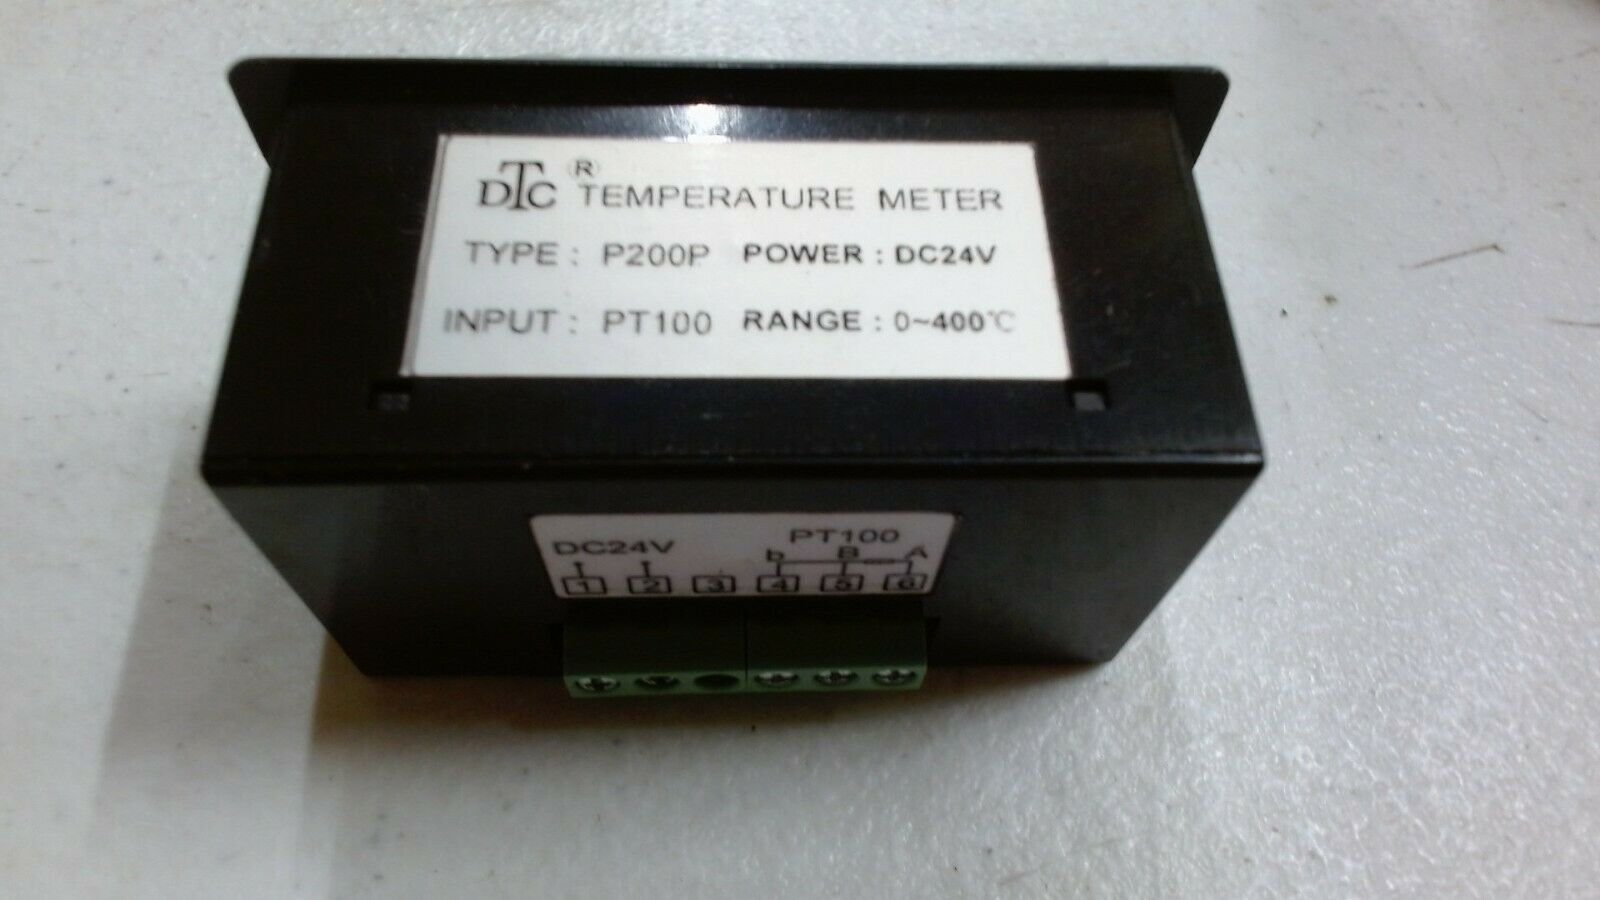 DTC ® TEMPERATURE METER
TYPE : P200P POWER : DC24V
INPUT : PT100 RANGE : 0~400℃
DC24V PT100
b B A
1 2 3 4 5 6